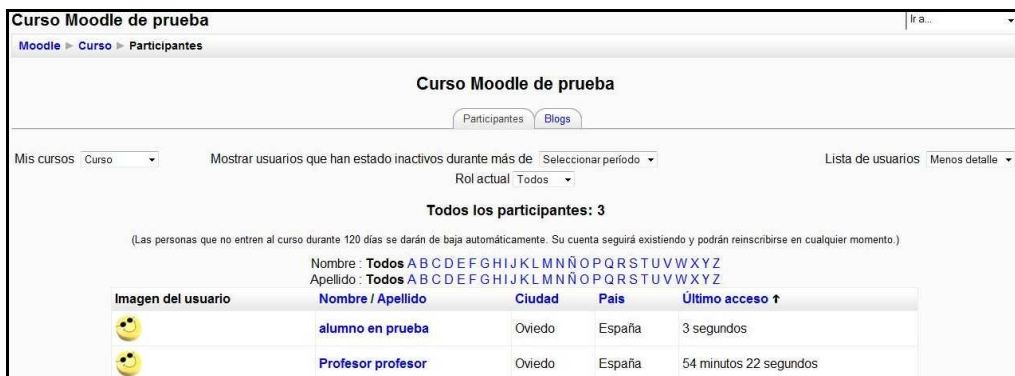 Curso Moodle de prueba
Ir a...
Moodle ► Curso ► Participantes
Curso Moodle de prueba
Participantes Blogs
Mis cursos Curso Mostrar usuarios que han estado inactivos durante más de Seleccionar período Lista de usuarios Menos detalle
Rol actual Todos
Todos los participantes: 3
(Las personas que no entren al curso durante 120 días se darán de baja automáticamente. Su cuenta seguirá existiendo y podrán reinscribirse en cualquier momento.)
Nombre : Todos A B C D E F G H I J K L M N Ñ O P Q R S T U V W X Y Z
Apellido : Todos A B C D E F G H I J K L M N Ñ O P Q R S T U V W X Y Z
Imagen del usuario Nombre / Apellido Ciudad País Último acceso ↑
alumno en prueba Oviedo España 3 segundos
Profesor profesor Oviedo España 54 minutos 22 segundos